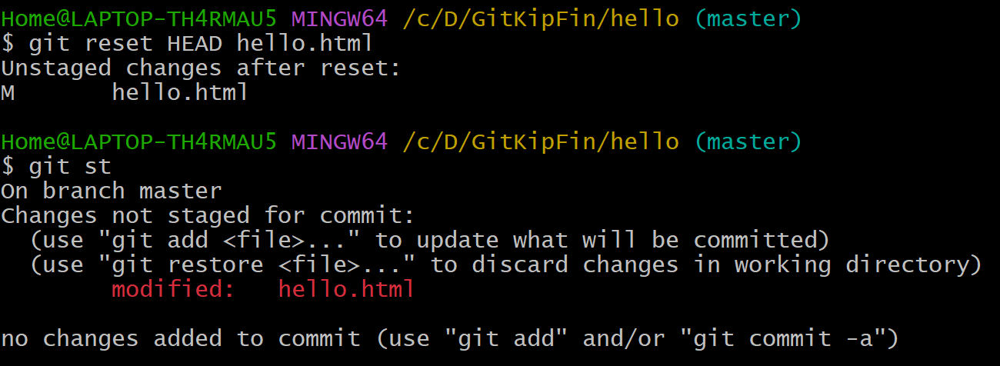 Home@LAPTOP-TH4RMAU5 MINGW64 /c/D/GitKipFin/hello (master)
$ git reset HEAD hello.html
Unstaged changes after reset:
M       hello.html

Home@LAPTOP-TH4RMAU5 MINGW64 /c/D/GitKipFin/hello (master)
$ git st
On branch master
Changes not staged for commit:
  (use "git add <file>..." to update what will be committed)
  (use "git restore <file>..." to discard changes in working directory)
        modified:   hello.html

no changes added to commit (use "git add" and/or "git commit -a")